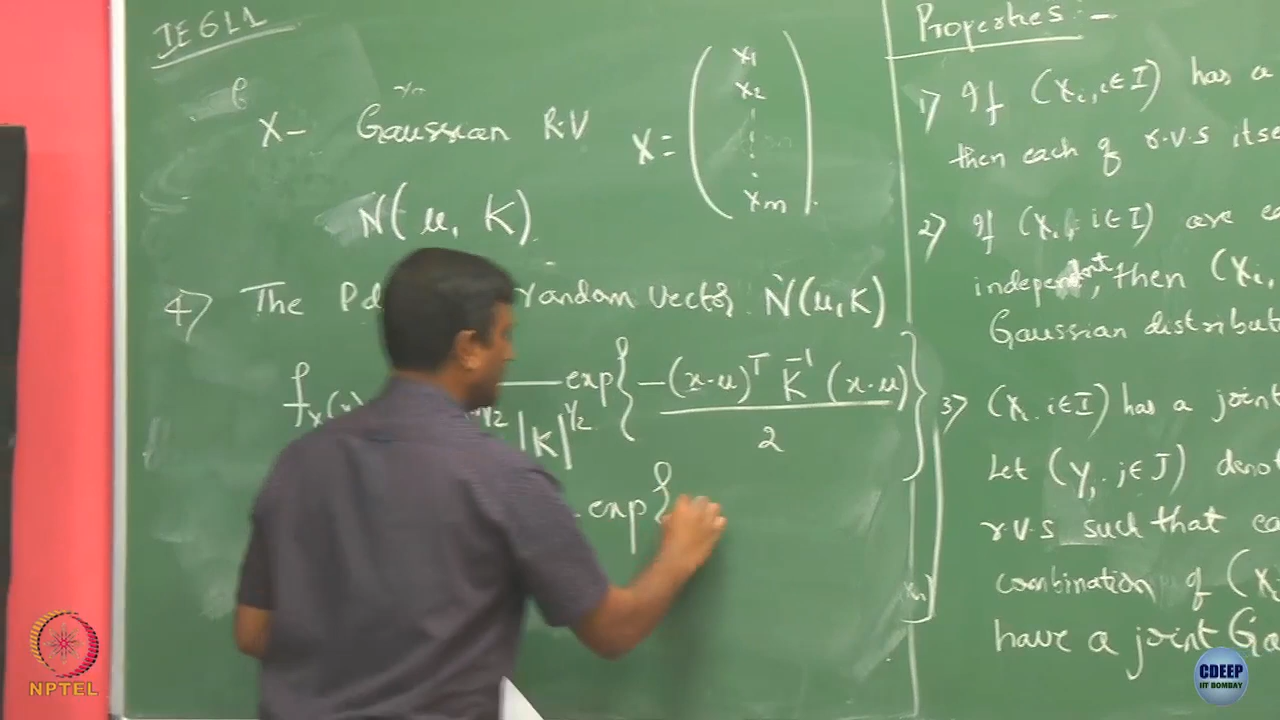 IE 611
X - Gaussian R.V X = ( x1 x2 ... xm )
N(μ, K)
4) The Pd random vector N(μ, K)
f_X(x) exp{ -(x-μ)^T K^-1 (x-μ) / 2 }
|K|^1/2
exp{
Properties:-
1) If (Xi, i∈I) has a
then each of r.v.s itse
2) If (Xi, i∈I) are
independent, then (Xi,
Gaussian distribut
3) (Xi i∈I) has a joint
Let (Yj, j∈J) deno
r.v.s such that
combination of (X
have a joint Ga
NPTEL
CDEEP
IIT BOMBAY